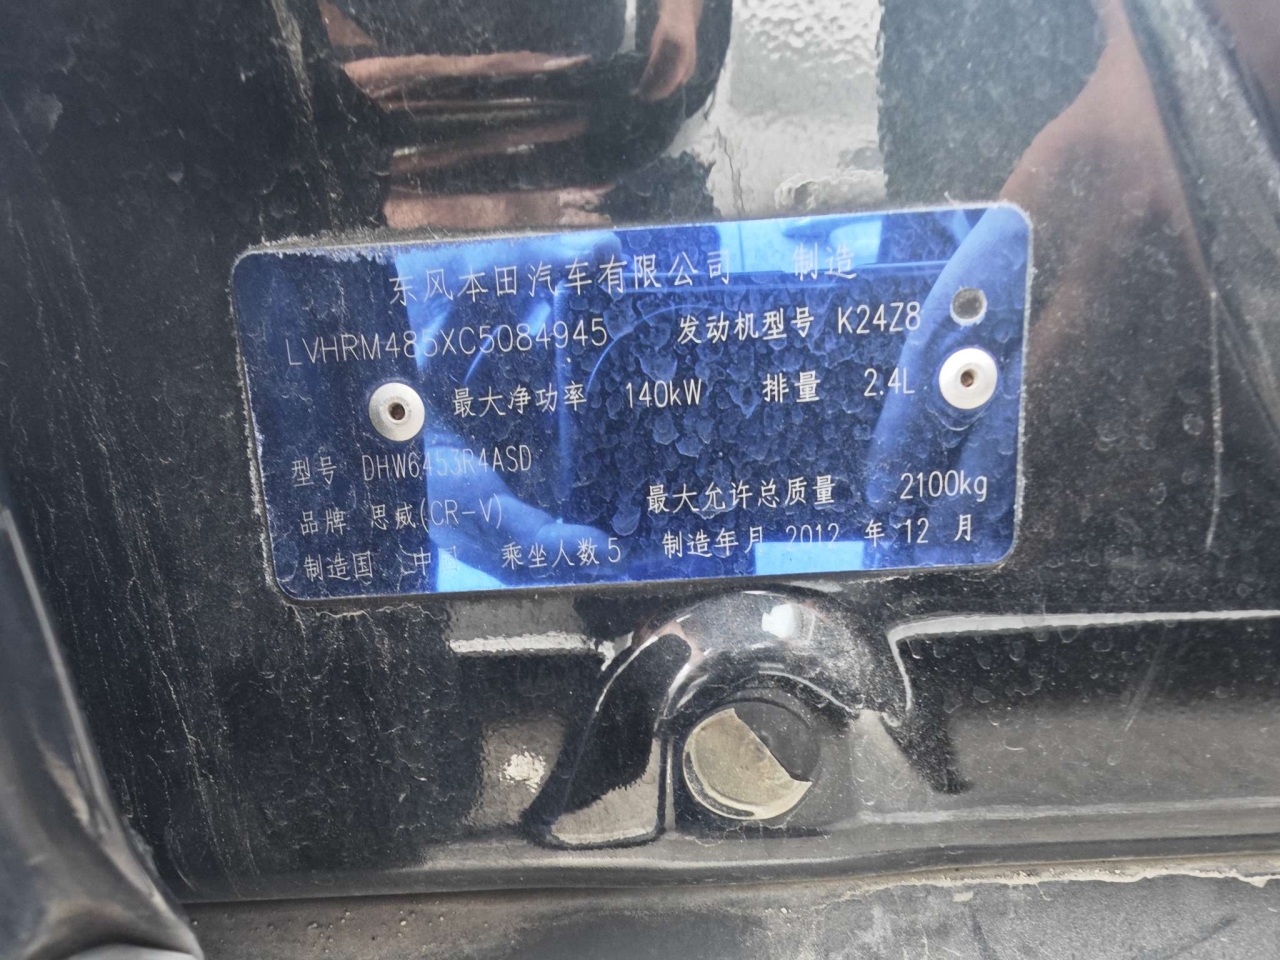 东风本田汽车有限公司 制造
LVHRM485XC5084945 发动机型号 K24Z8
最大净功率 140kW 排量 2.4L
型号 DHW6453R4ASD
最大允许总质量 2100kg
品牌 思威(CR-V)
制造国 中国 乘坐人数5 制造年月 2012 年 12 月